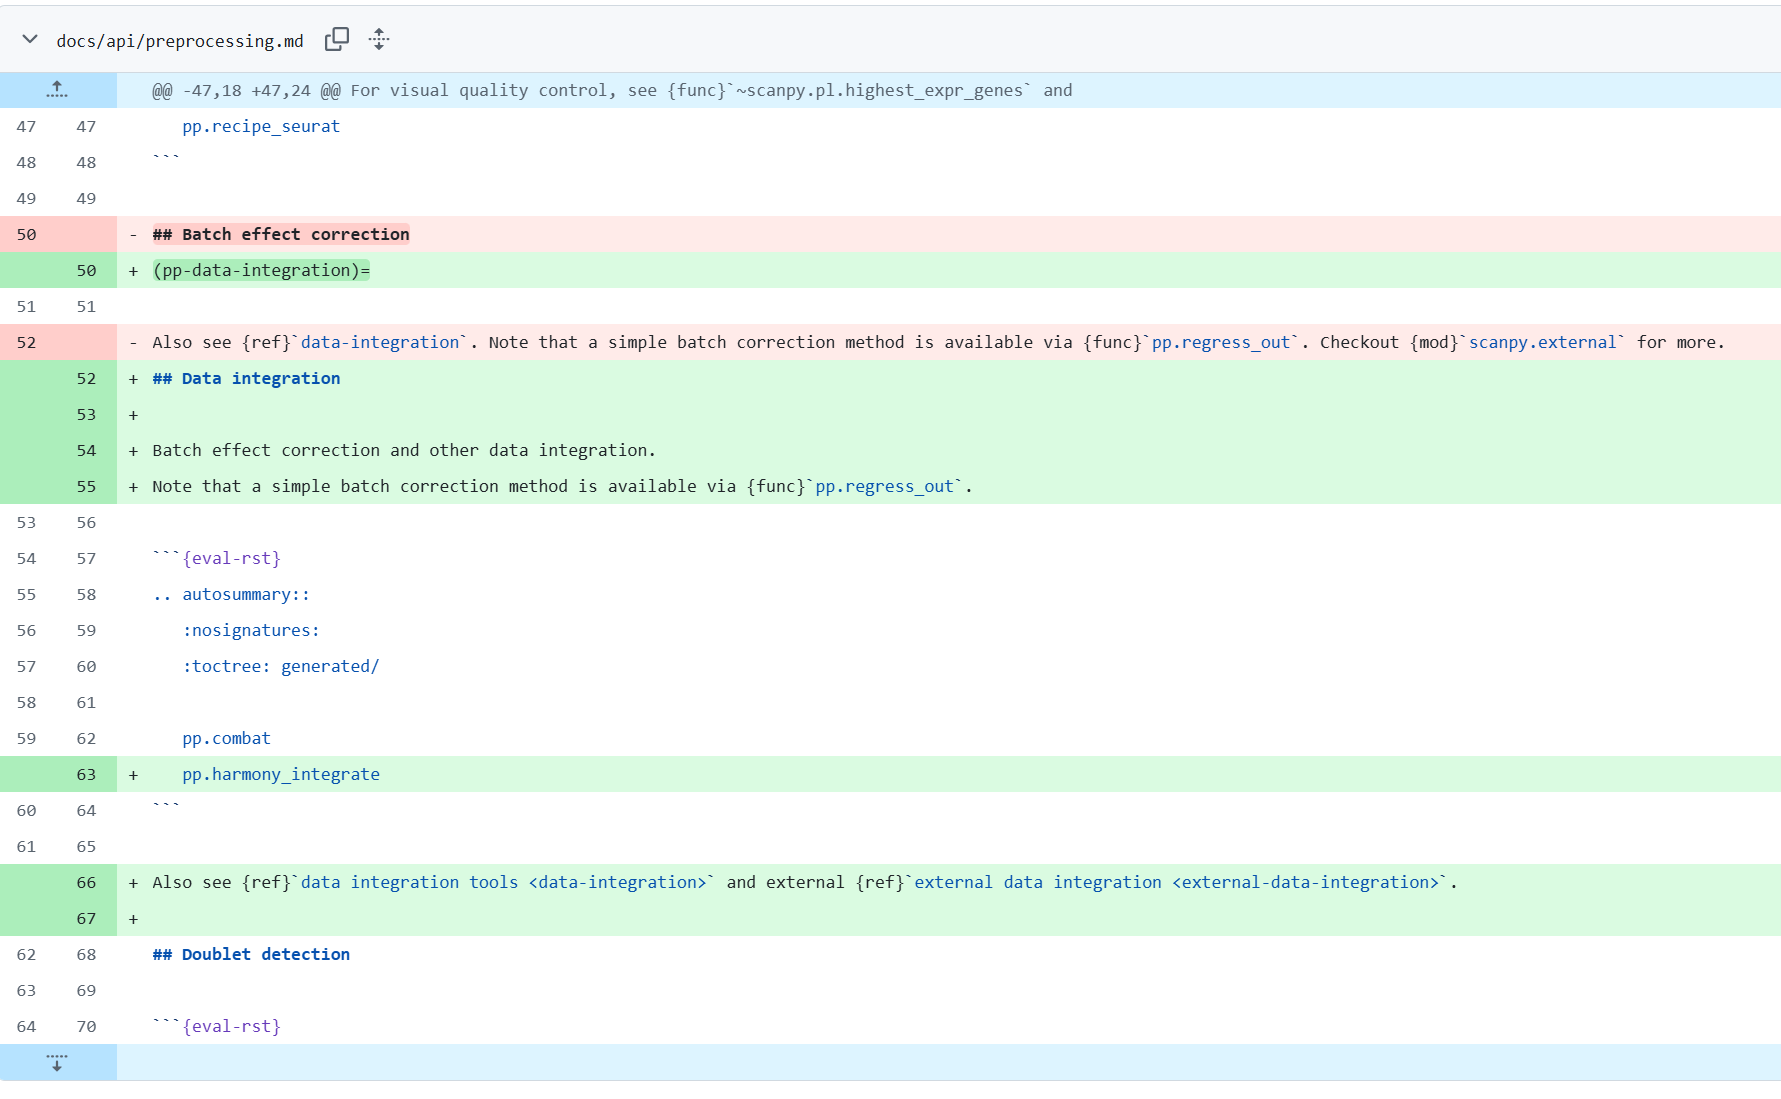 docs/api/preprocessing.md
@@ -47,18 +47,24 @@ For visual quality control, see {func}`~scanpy.pl.highest_expr_genes` and
47 47    pp.recipe_seurat
48 48 ```
49 49
50 - ## Batch effect correction
50 + (pp-data-integration)=
51 51
52 - Also see {ref}`data-integration`. Note that a simple batch correction method is available via {func}`pp.regress_out`. Checkout {mod}`scanpy.external` for more.
52 + ## Data integration
53 +
54 + Batch effect correction and other data integration.
55 + Note that a simple batch correction method is available via {func}`pp.regress_out`.
53 56
54 57 ```{eval-rst}
55 58 .. autosummary::
56 59    :nosignatures:
57 60    :toctree: generated/
58 61
59 62    pp.combat
63 +    pp.harmony_integrate
60 64 ```
61 65
66 + Also see {ref}`data integration tools <data-integration>` and external {ref}`external data integration <external-data-integration>`.
67 +
62 68 ## Doublet detection
63 69
64 70 ```{eval-rst}